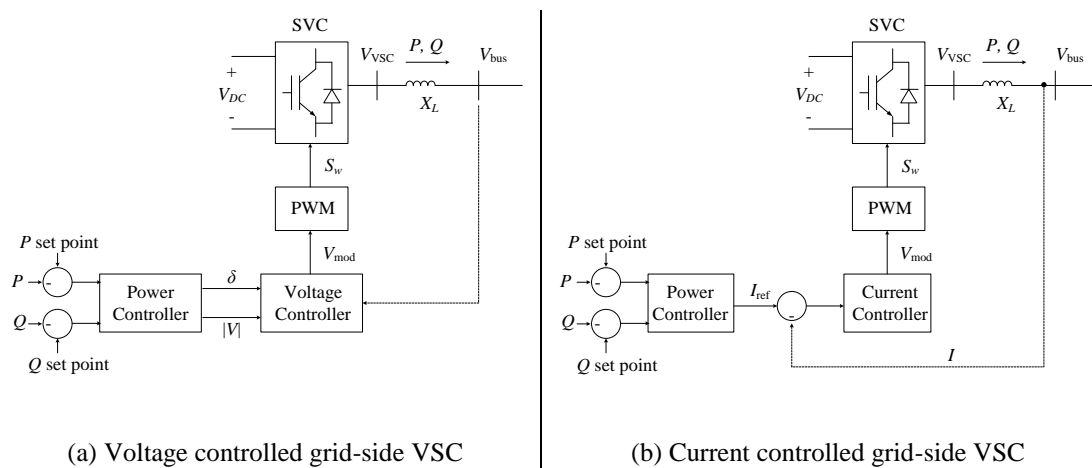 SVC
V_VSC
P, Q
V_bus
+
V_DC
-
X_L
S_w
PWM
P set point
V_mod
P
-
Power
Controller
δ
|V|
Voltage
Controller
Q
-
Q set point
(a) Voltage controlled grid-side VSC
SVC
V_VSC
P, Q
V_bus
+
V_DC
-
X_L
S_w
PWM
P set point
V_mod
P
-
Power
Controller
I_ref
-
Current
Controller
Q
-
Q set point
I
(b) Current controlled grid-side VSC